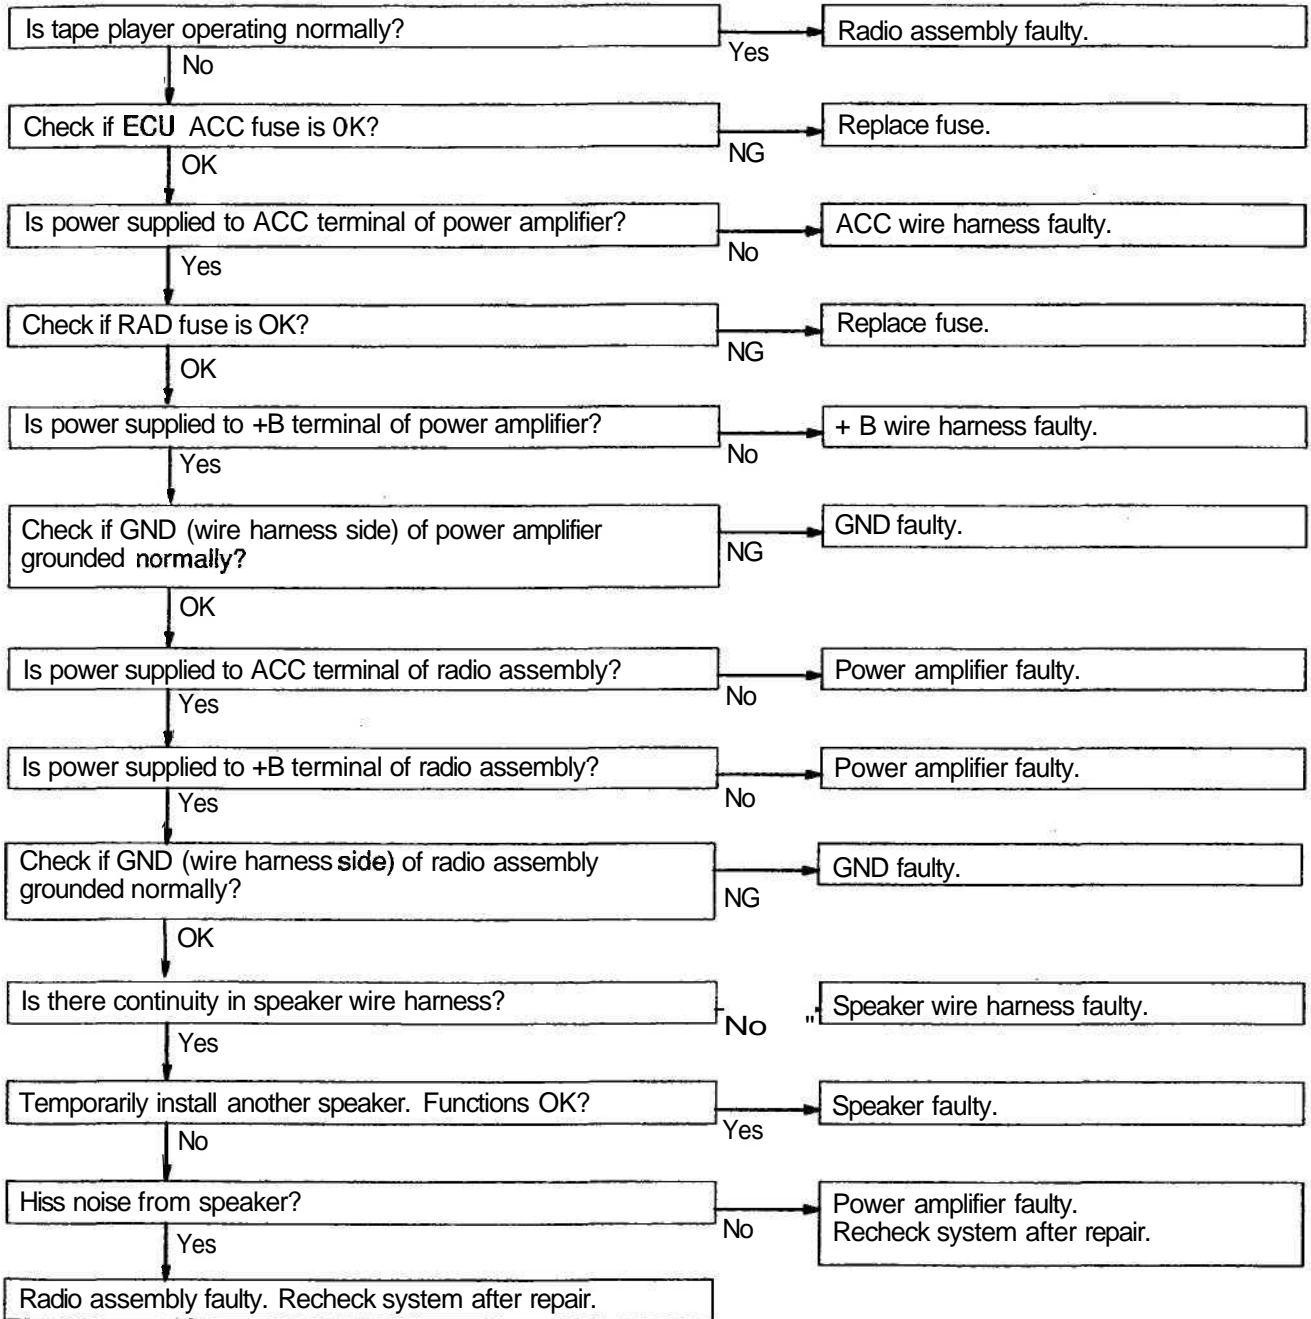 Is tape player operating normally?
Yes
Radio assembly faulty.
No
Check if ECU ACC fuse is OK?
NG
Replace fuse.
OK
Is power supplied to ACC terminal of power amplifier?
No
ACC wire harness faulty.
Yes
Check if RAD fuse is OK?
NG
Replace fuse.
OK
Is power supplied to +B terminal of power amplifier?
No
+ B wire harness faulty.
Yes
Check if GND (wire harness side) of power amplifier
grounded normally?
NG
GND faulty.
OK
Is power supplied to ACC terminal of radio assembly?
No
Power amplifier faulty.
Yes
Is power supplied to +B terminal of radio assembly?
No
Power amplifier faulty.
Yes
Check if GND (wire harness side) of radio assembly
grounded normally?
NG
GND faulty.
OK
Is there continuity in speaker wire harness?
No
Speaker wire harness faulty.
Yes
Temporarily install another speaker. Functions OK?
Yes
Speaker faulty.
No
Hiss noise from speaker?
No
Power amplifier faulty.
Recheck system after repair.
Yes
Radio assembly faulty. Recheck system after repair.